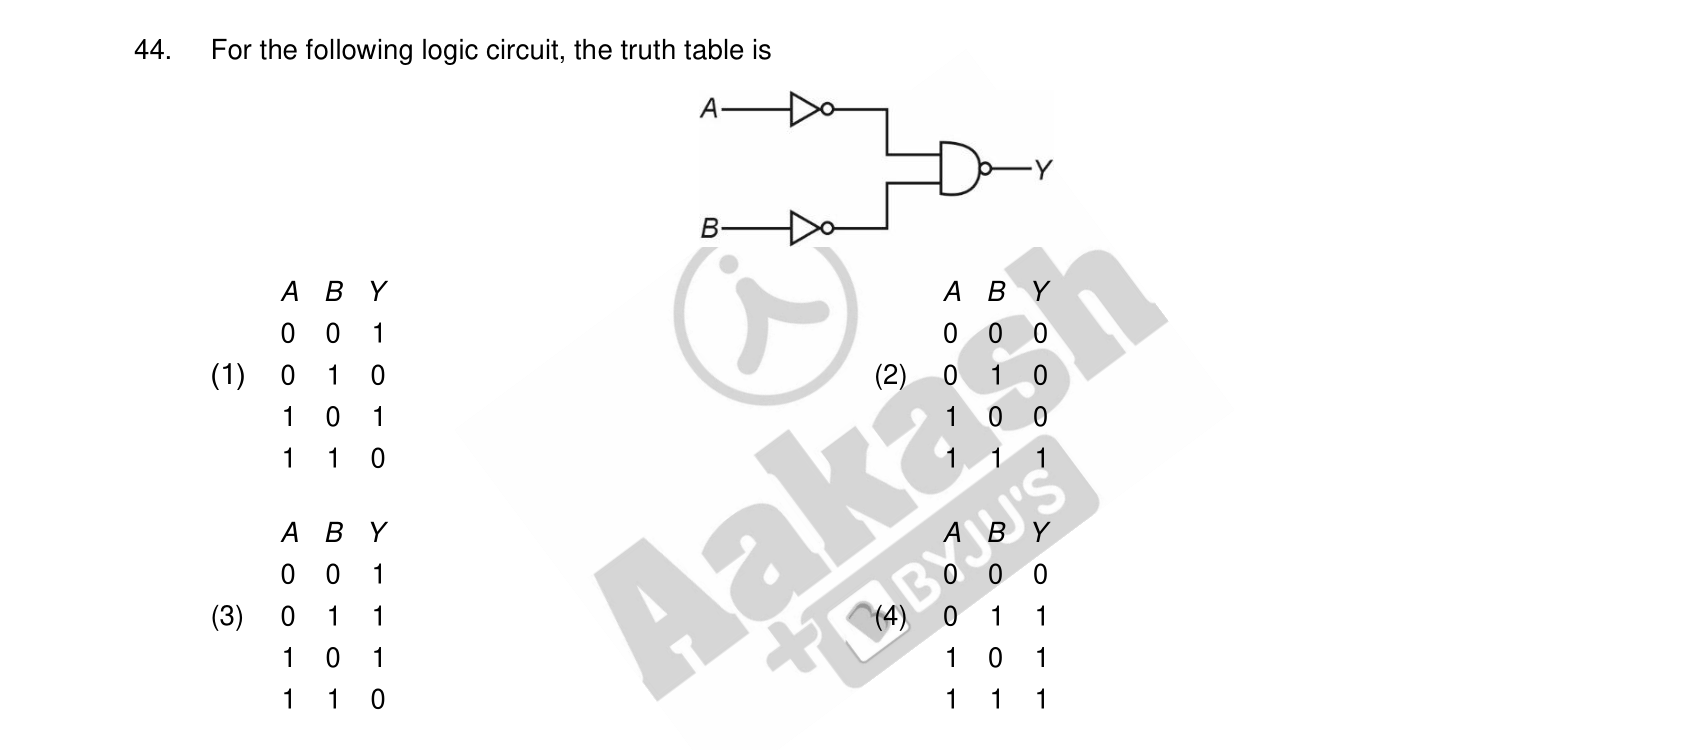 44. For the following logic circuit, the truth table is
A
Y
B
A B Y
0 0 1
(1) 0 1 0
1 0 1
1 1 0
A B Y
0 0 0
(2) 0 1 0
1 0 0
1 1 1
A B Y
0 0 1
(3) 0 1 1
1 0 1
1 1 0
A B Y
0 0 0
(4) 0 1 1
1 0 1
1 1 1
Aakash
+ BYJU'S